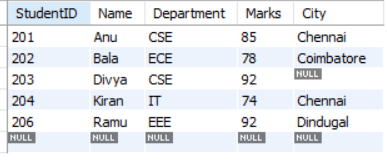 StudentID Name Department Marks City
201 Anu CSE 85 Chennai
202 Bala ECE 78 Coimbatore
203 Divya CSE 92 NULL
204 Kiran IT 74 Chennai
206 Ramu EEE 92 Dindugal
NULL NULL NULL NULL NULL